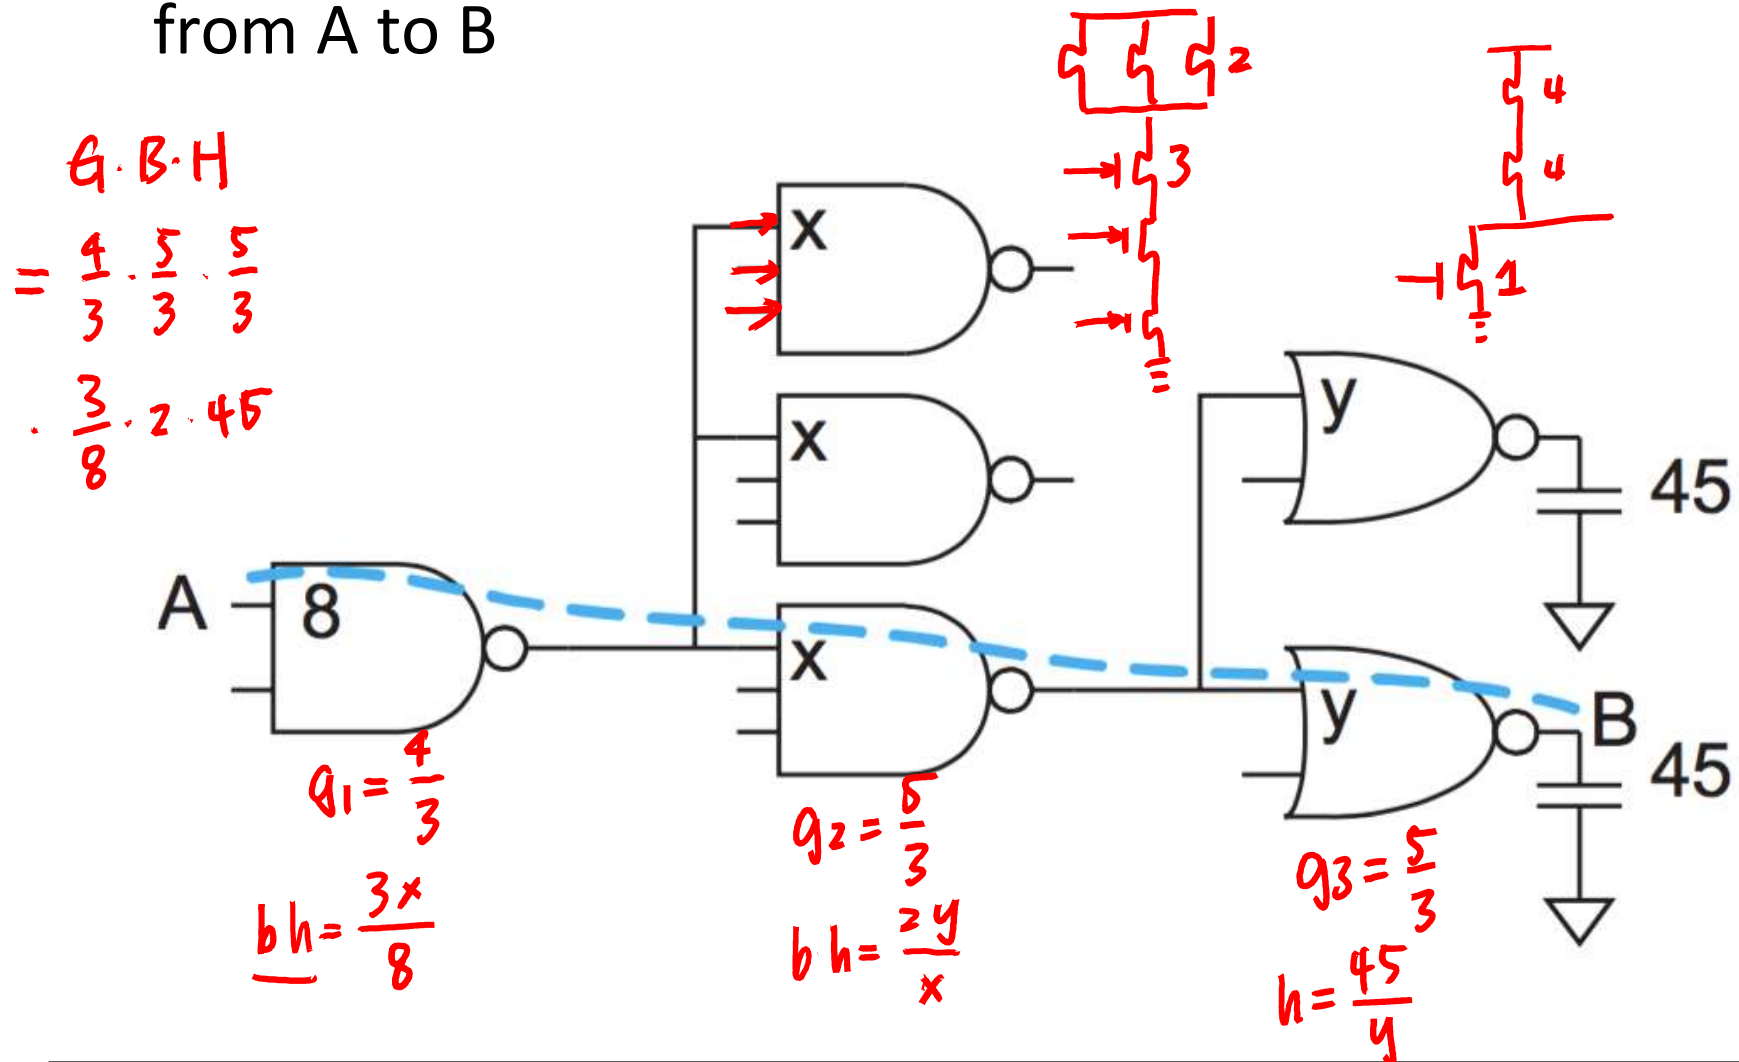 from A to B
G·B·H
= 4/3 · 5/3 · 5/3
· 3/8 · 2 · 45
2
3
4
4
1
x
x
x
y
y
45
45
A
8
B
g1 = 4/3
bh = 3x/8
g2 = 5/3
bh = 2y/x
g3 = 5/3
h = 45/y